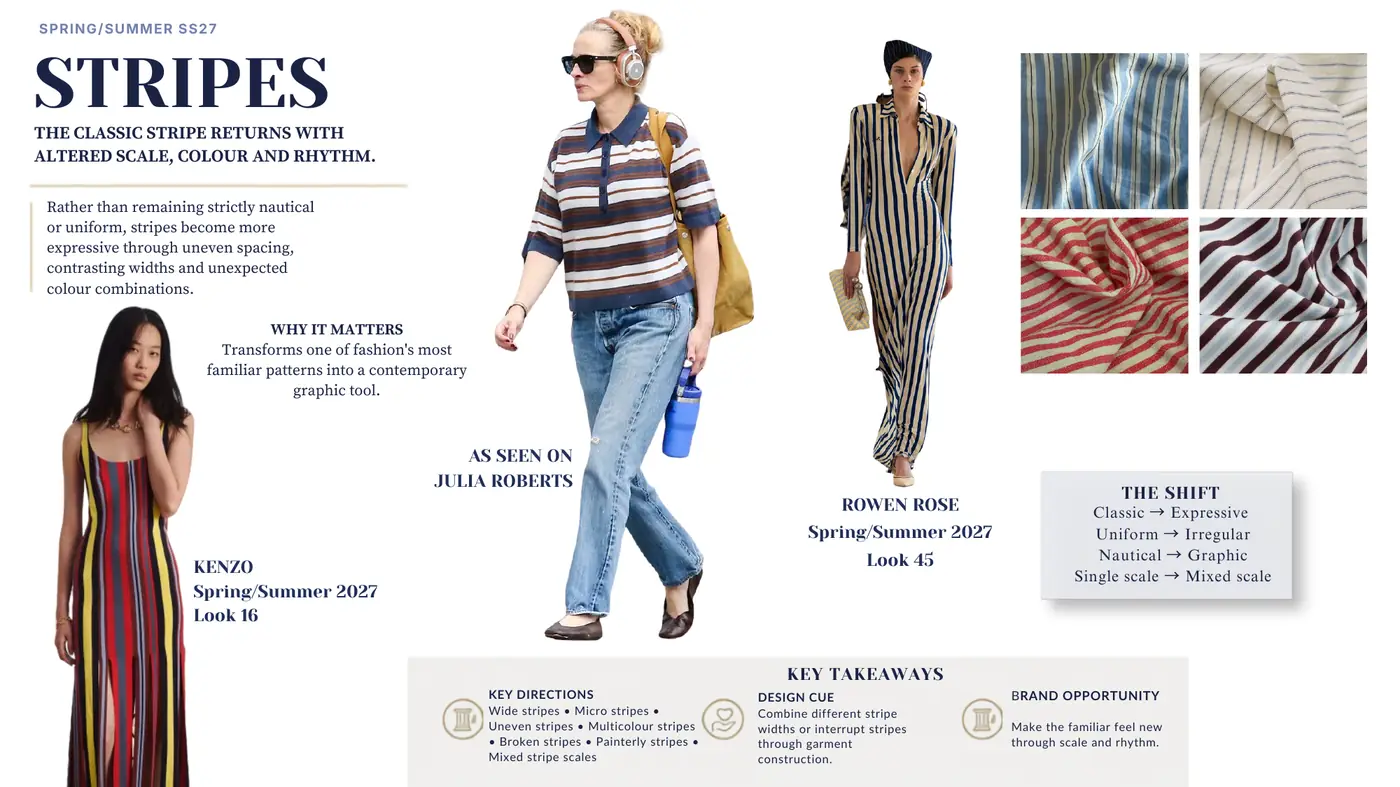 SPRING/SUMMER SS27
STRIPES
THE CLASSIC STRIPE RETURNS WITH
ALTERED SCALE, COLOUR AND RHYTHM.
Rather than remaining strictly nautical
or uniform, stripes become more
expressive through uneven spacing,
contrasting widths and unexpected
colour combinations.
WHY IT MATTERS
Transforms one of fashion's most
familiar patterns into a contemporary
graphic tool.
AS SEEN ON
JULIA ROBERTS
KENZO
Spring/Summer 2027
Look 16
ROWEN ROSE
Spring/Summer 2027
Look 45
THE SHIFT
Classic → Expressive
Uniform → Irregular
Nautical → Graphic
Single scale → Mixed scale
KEY TAKEAWAYS
KEY DIRECTIONS
Wide stripes • Micro stripes •
Uneven stripes • Multicolour stripes
• Broken stripes • Painterly stripes •
Mixed stripe scales
DESIGN CUE
Combine different stripe
widths or interrupt stripes
through garment
construction.
BRAND OPPORTUNITY
Make the familiar feel new
through scale and rhythm.